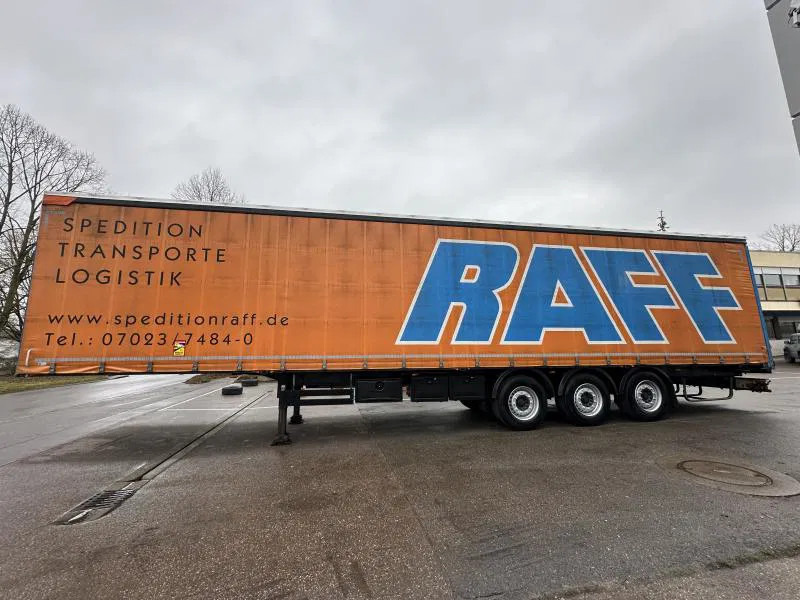 SPEDITION
TRANSPORTE
LOGISTIK
www.speditionraff.de
Tel.: 07023/7484-0
RAFF